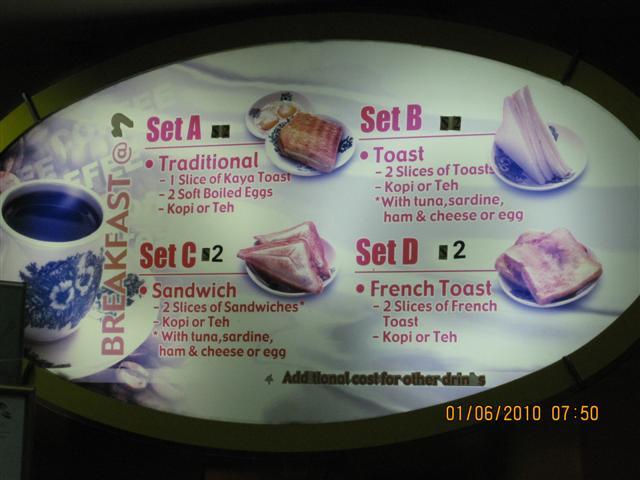 BREAKFAST @ 7
Set A $2
• Traditional
– 1 Slice of Kaya Toast
– 2 Soft Boiled Eggs
– Kopi or Teh
Set B $2
• Toast
– 2 Slices of Toasts
– Kopi or Teh
*With tuna,sardine,
ham & cheese or egg
Set C $2
• Sandwich
– 2 Slices of Sandwiches*
– Kopi or Teh
* With tuna,sardine,
ham & cheese or egg
Set D $2
• French Toast
– 2 Slices of French
Toast
– Kopi or Teh
Additional cost for other drinks
01/06/2010 07:50